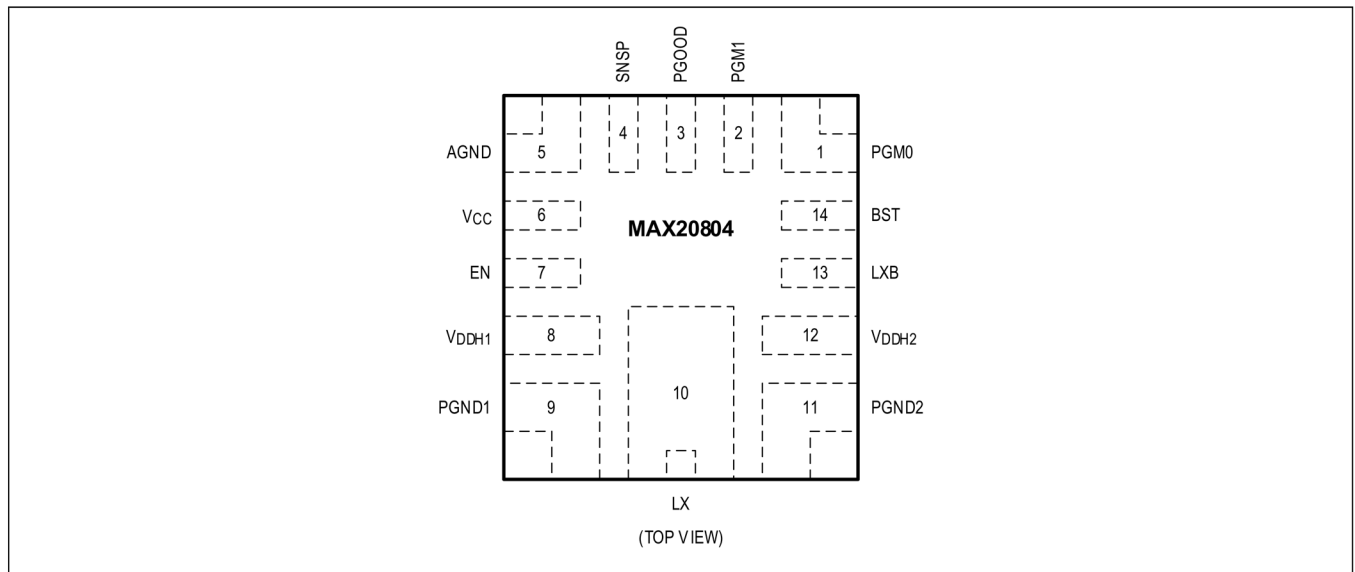 SNSP
PGOOD
PGM1
4
3
2
AGND
5
1
PGM0
VCC
6
MAX20804
14
BST
EN
7
13
LXB
VDDH1
8
12
VDDH2
10
PGND1
9
11
PGND2
LX
(TOP VIEW)